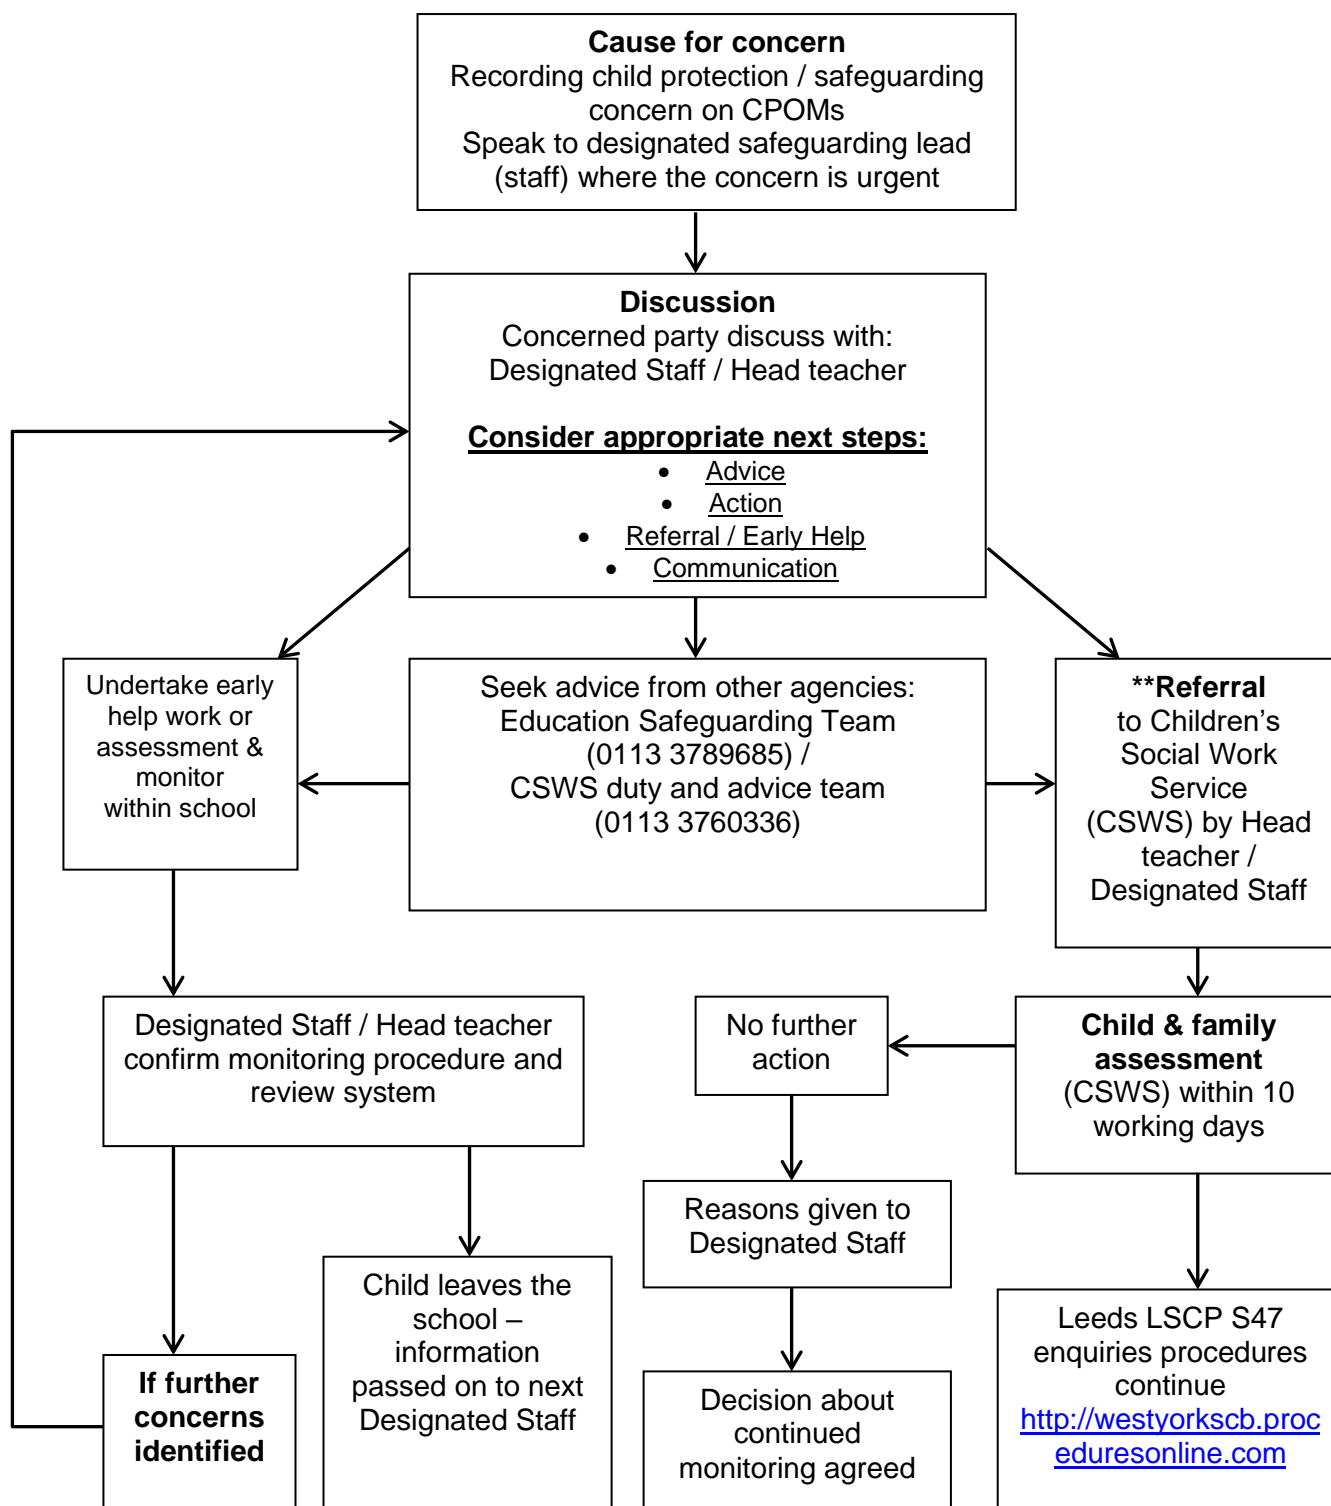 Cause for concern
Recording child protection / safeguarding
concern on CPOMs
Speak to designated safeguarding lead
(staff) where the concern is urgent
Discussion
Concerned party discuss with:
Designated Staff / Head teacher
Consider appropriate next steps:
• Advice
• Action
• Referral / Early Help
• Communication
Undertake early
help work or
assessment &
monitor
within school
Seek advice from other agencies:
Education Safeguarding Team
(0113 3789685) /
CSWS duty and advice team
(0113 3760336)
**Referral
to Children's
Social Work
Service
(CSWS) by Head
teacher /
Designated Staff
Designated Staff / Head teacher
confirm monitoring procedure and
review system
No further
action
Child & family
assessment
(CSWS) within 10
working days
Reasons given to
Designated Staff
If further
concerns
identified
Child leaves the
school –
information
passed on to next
Designated Staff
Decision about
continued
monitoring agreed
Leeds LSCP S47
enquiries procedures
continue
http://westyorkscb.proc
eduresonline.com